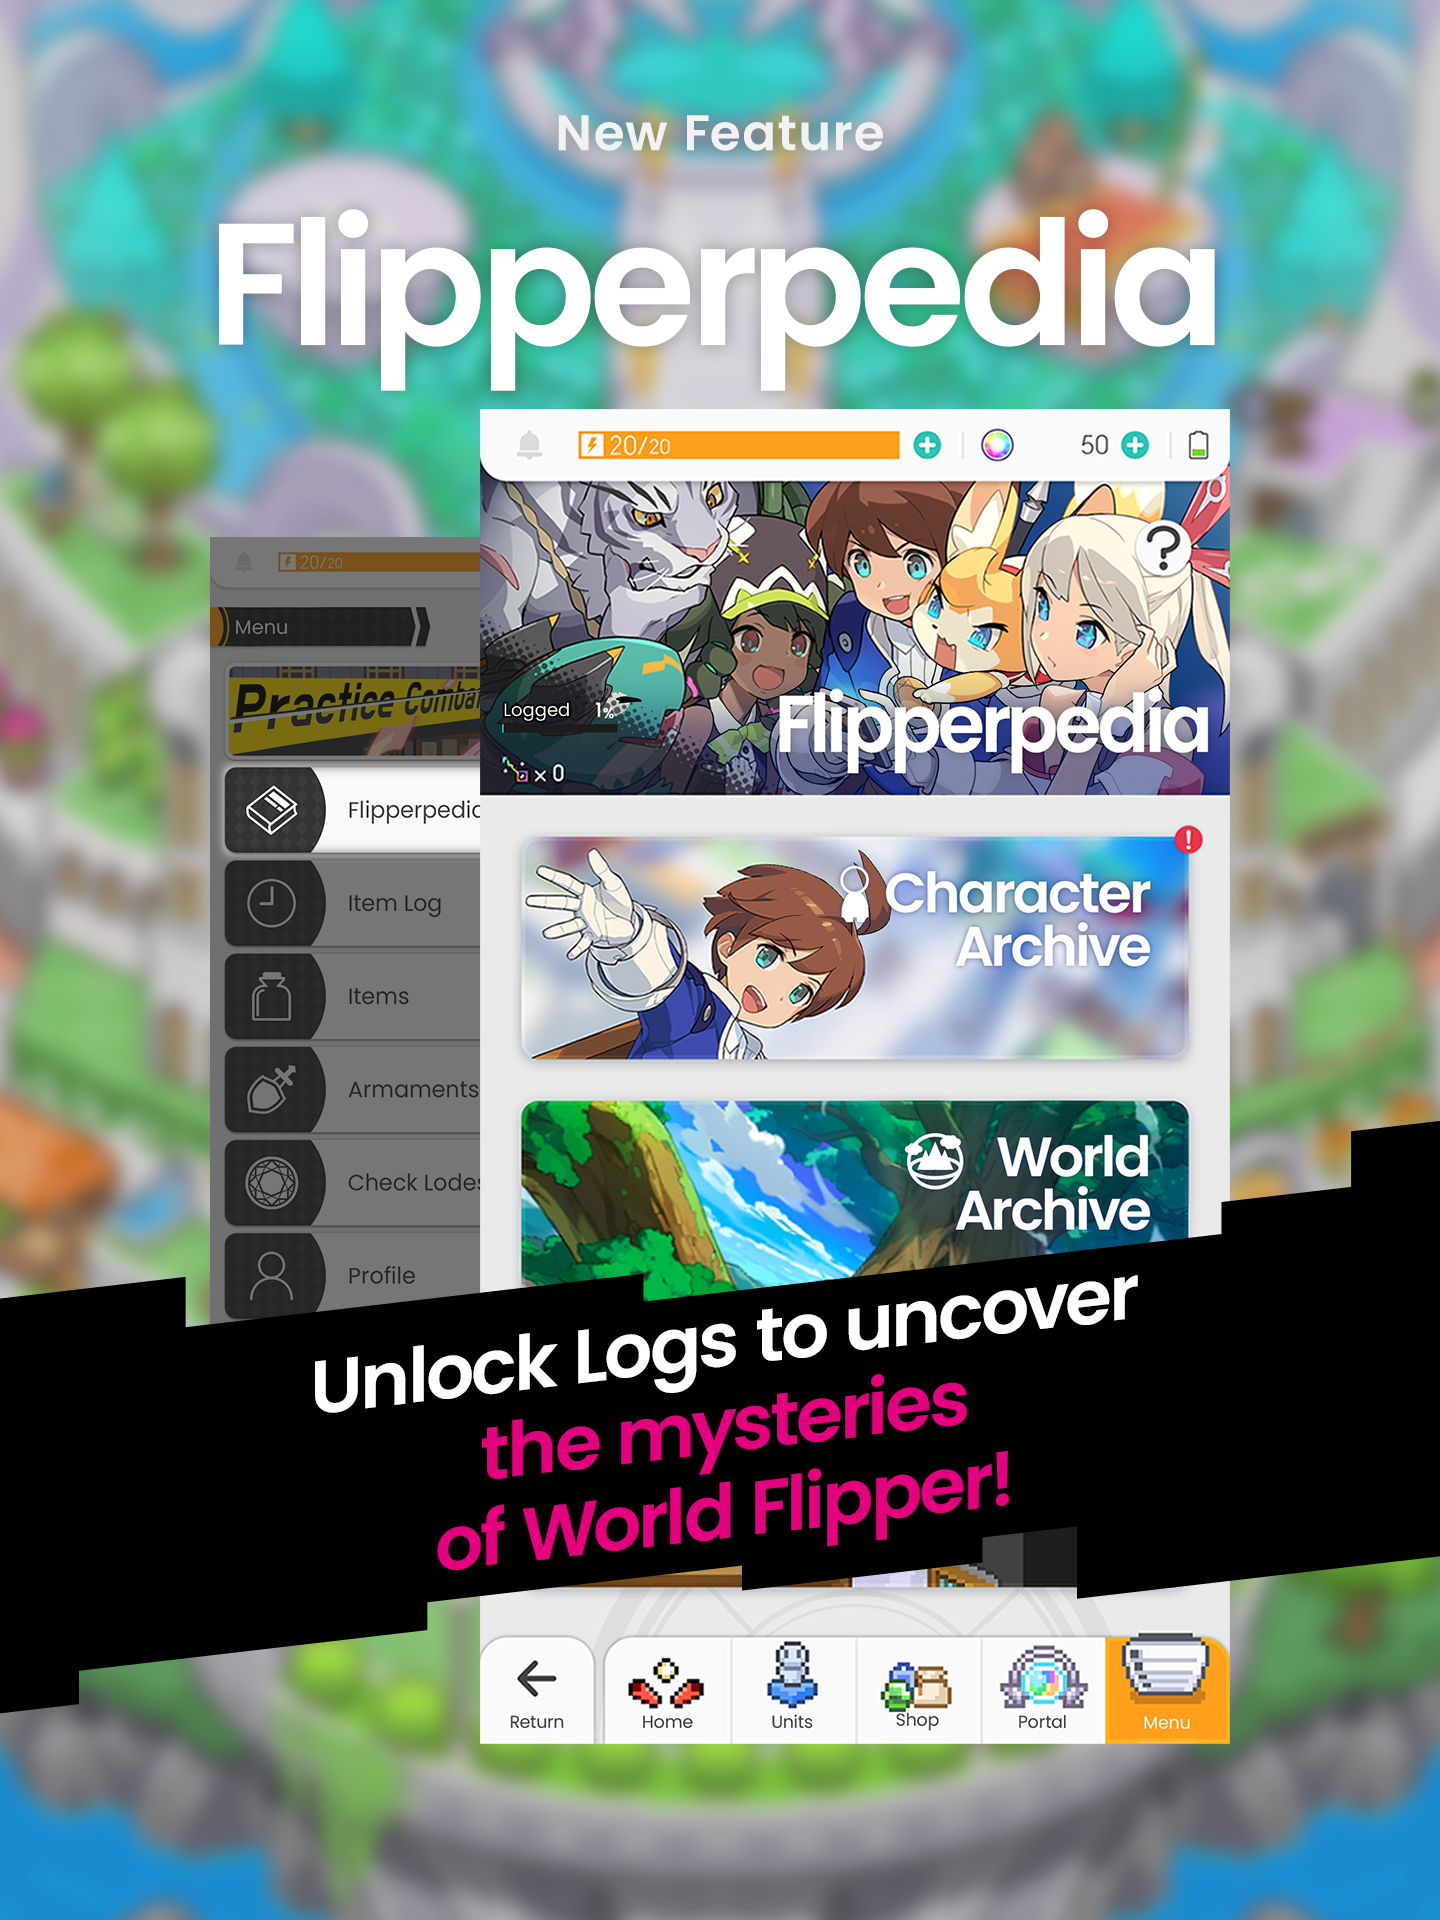 New Feature
Flipperpedia
20/20
50
20/20
Menu
Practice Combat
Logged 1%
Flipperpedia
× 0
Flipperpedia
Item Log
Items
Armaments
Check Lodes
Profile
!
Character
Archive
World
Archive
Unlock Logs to uncover
the mysteries
of World Flipper!
Return
Home
Units
Shop
Portal
Menu